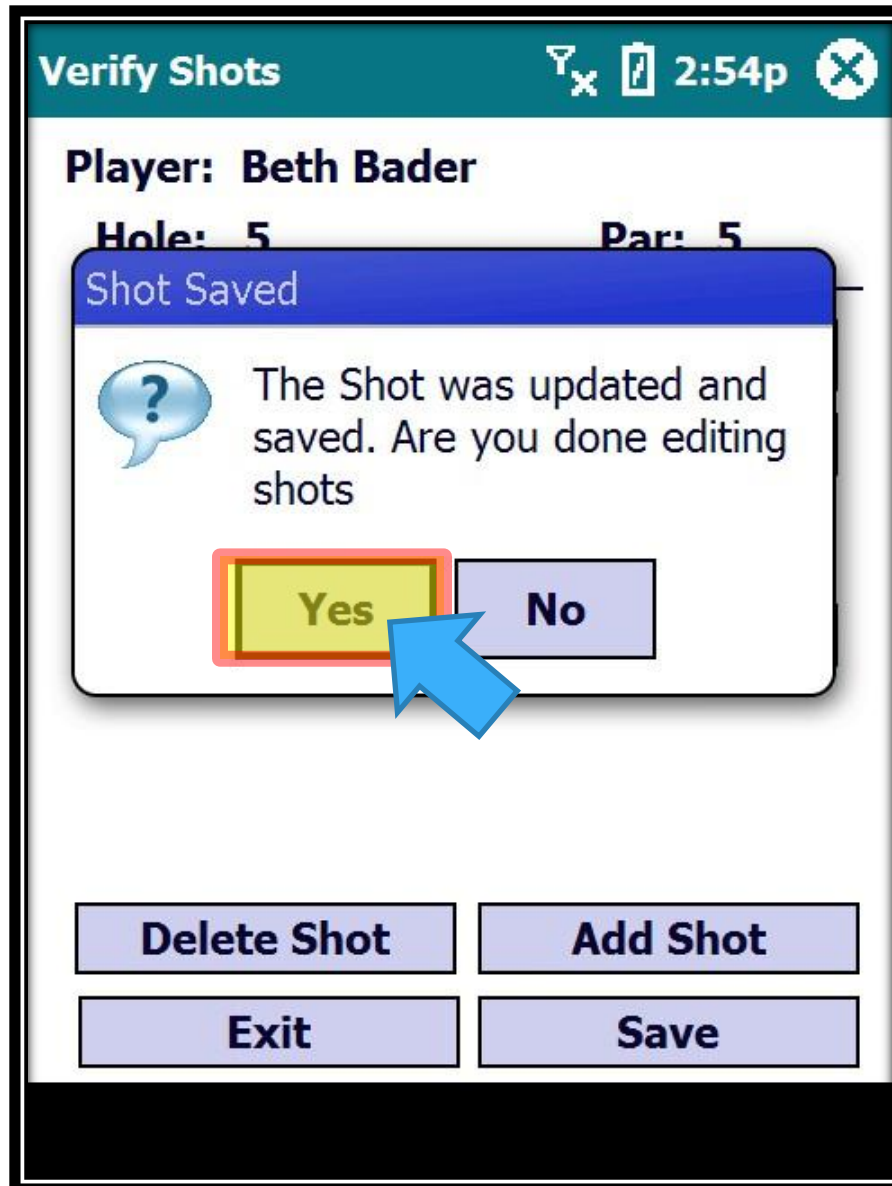 Verify Shots 2:54p
Player: Beth Bader
Hole: 5 Par: 5
Shot Saved
?
The Shot was updated and
saved. Are you done editing
shots
Yes No
Delete Shot Add Shot
Exit Save